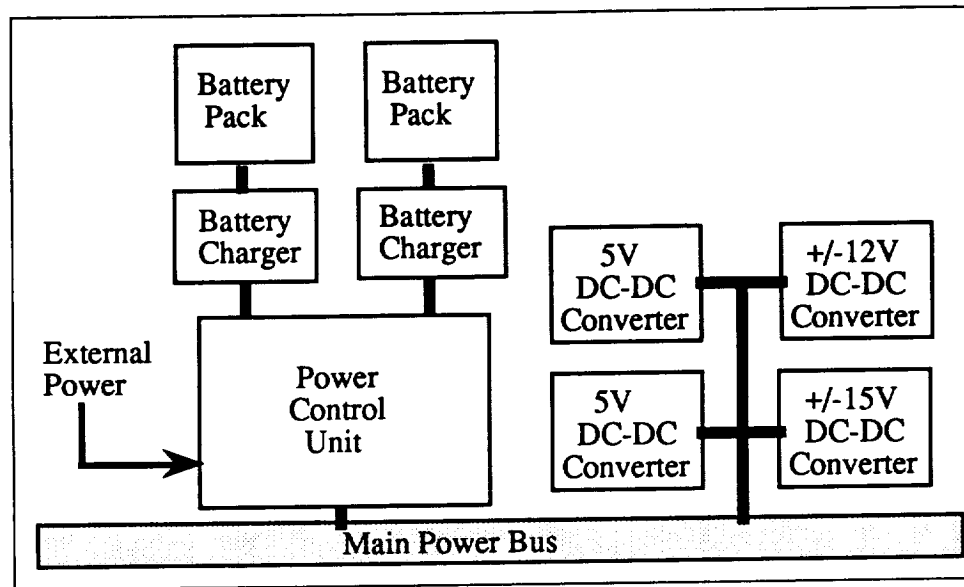 Battery
Pack
Battery
Pack
Battery
Charger
Battery
Charger
5V
DC-DC
Converter
+/-12V
DC-DC
Converter
External
Power
Power
Control
Unit
5V
DC-DC
Converter
+/-15V
DC-DC
Converter
Main Power Bus